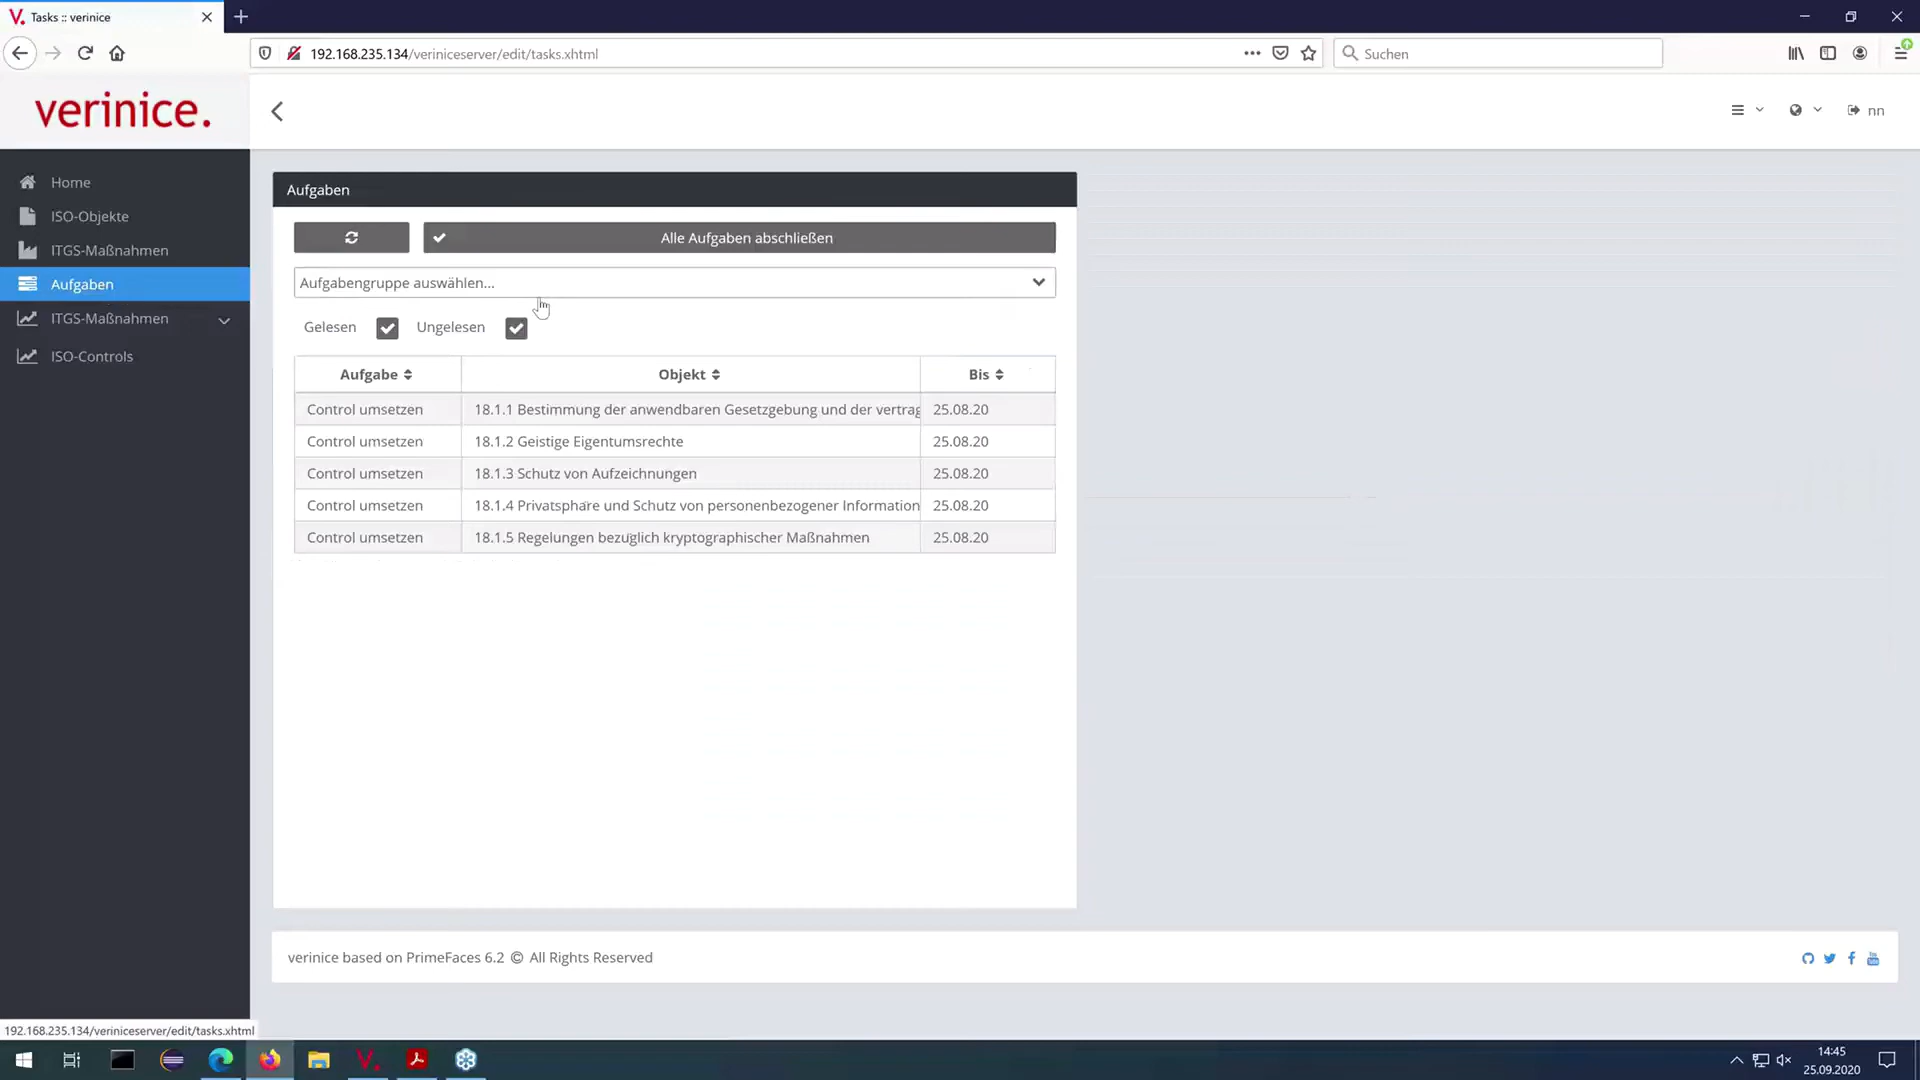 Tasks :: verinice
192.168.235.134/veriniceserver/edit/tasks.xhtml
Suchen
verinice.
nn
Home
ISO-Objekte
ITGS-Maßnahmen
Aufgaben
ITGS-Maßnahmen
ISO-Controls
Aufgaben
Alle Aufgaben abschließen
Aufgabengruppe auswählen...
Gelesen Ungelesen
Aufgabe Objekt Bis
Control umsetzen 18.1.1 Bestimmung der anwendbaren Gesetzgebung und der vertrag 25.08.20
Control umsetzen 18.1.2 Geistige Eigentumsrechte 25.08.20
Control umsetzen 18.1.3 Schutz von Aufzeichnungen 25.08.20
Control umsetzen 18.1.4 Privatsphäre und Schutz von personenbezogener Information 25.08.20
Control umsetzen 18.1.5 Regelungen bezüglich kryptographischer Maßnahmen 25.08.20
verinice based on PrimeFaces 6.2 © All Rights Reserved
192.168.235.134/veriniceserver/edit/tasks.xhtml
14:45
25.09.2020